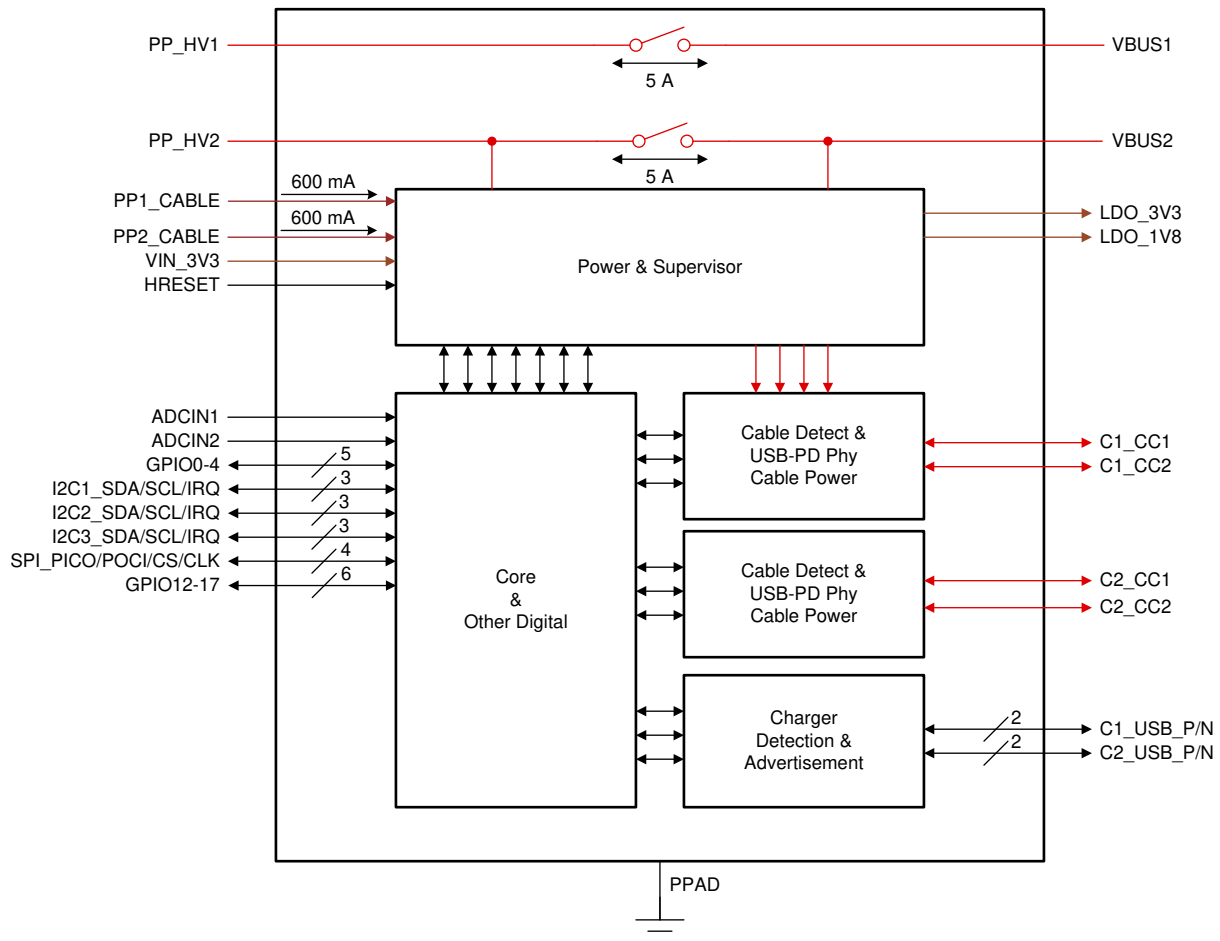 PP_HV1
VBUS1
5 A
PP_HV2
VBUS2
5 A
600 mA
PP1_CABLE
600 mA
PP2_CABLE
VIN_3V3
HRESET
Power & Supervisor
LDO_3V3
LDO_1V8
ADCIN1
ADCIN2
GPIO0-4
5
I2C1_SDA/SCL/IRQ
3
I2C2_SDA/SCL/IRQ
3
I2C3_SDA/SCL/IRQ
3
SPI_PICO/POCI/CS/CLK
4
GPIO12-17
6
Core
&
Other Digital
Cable Detect &
USB-PD Phy
Cable Power
C1_CC1
C1_CC2
Cable Detect &
USB-PD Phy
Cable Power
C2_CC1
C2_CC2
Charger
Detection &
Advertisement
2
C1_USB_P/N
2
C2_USB_P/N
PPAD